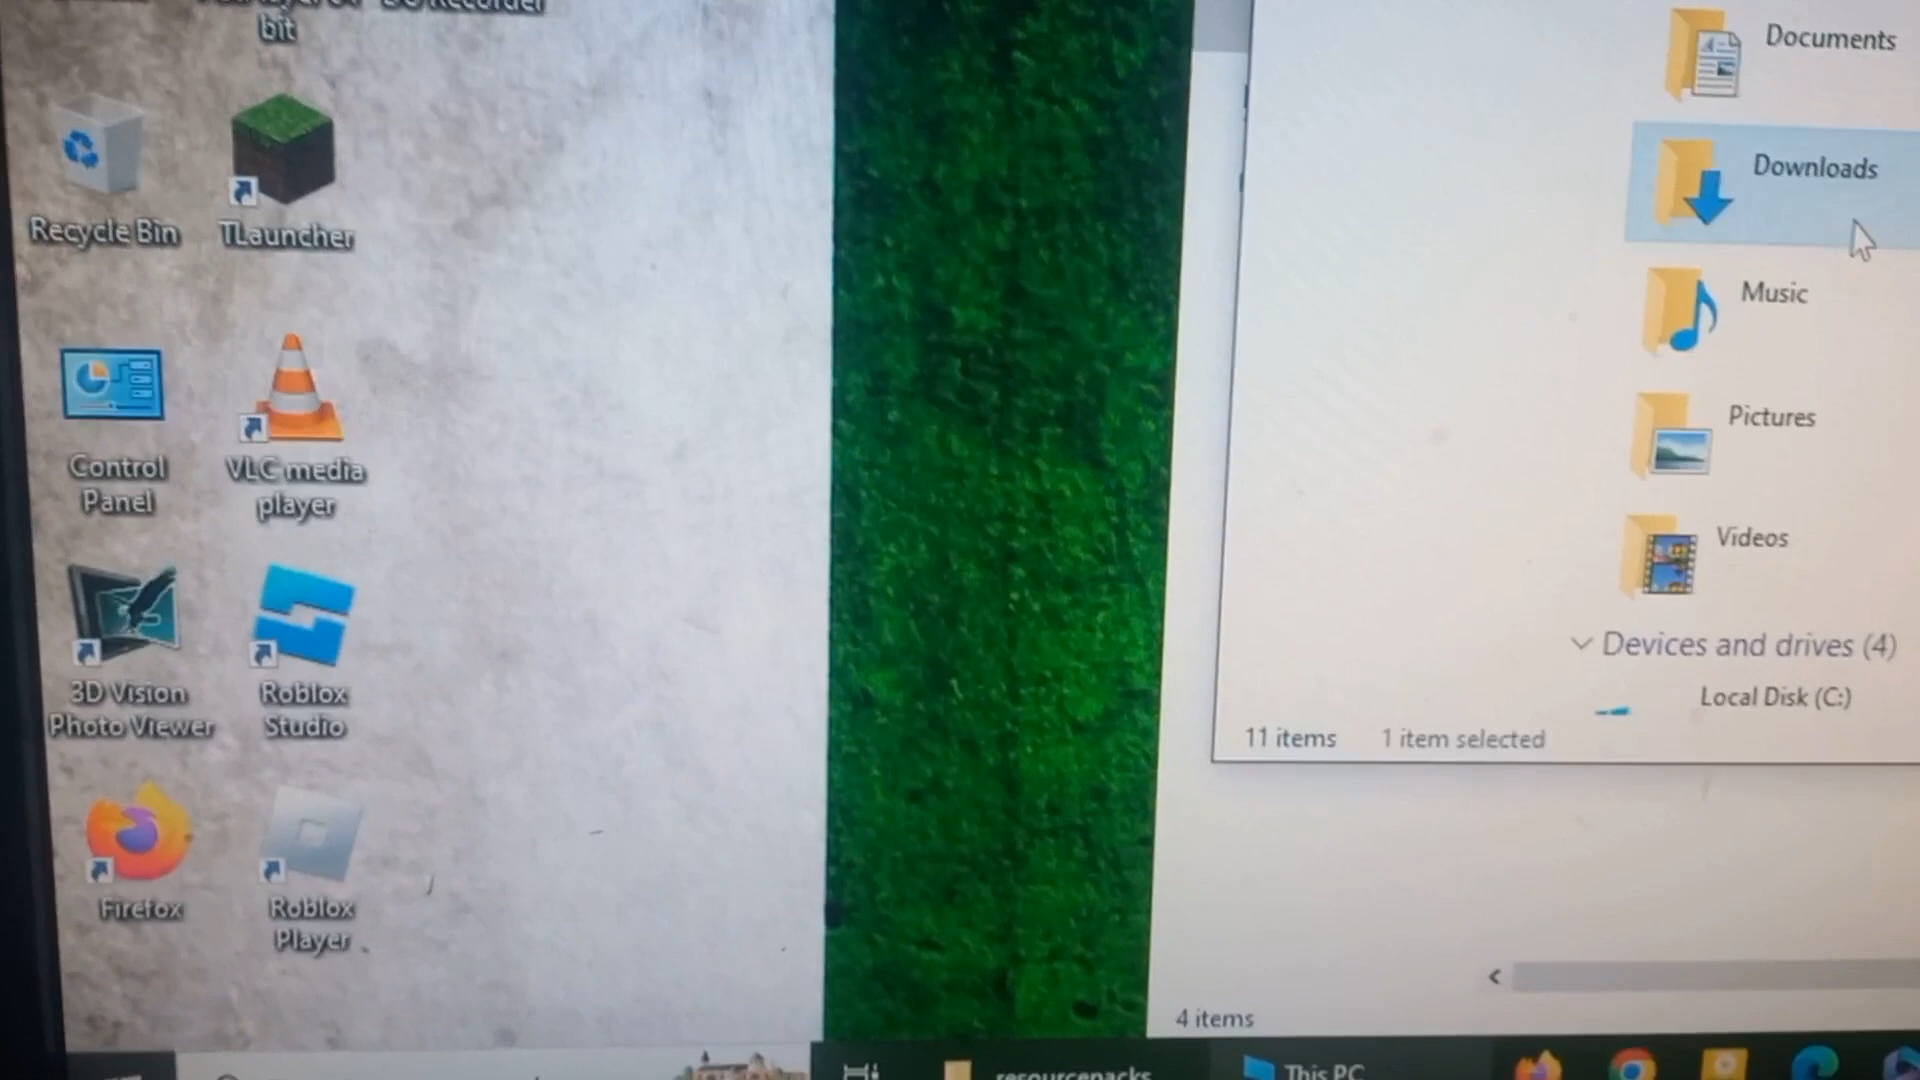 bit
Recycle Bin
TLauncher
Control
Panel
VLC media
player
3D Vision
Photo Viewer
Roblox
Studio
Firefox
Roblox
Player
Documents
Downloads
Music
Pictures
Videos
Devices and drives (4)
Local Disk (C:)
11 items
1 item selected
4 items
resourcepacks
This PC